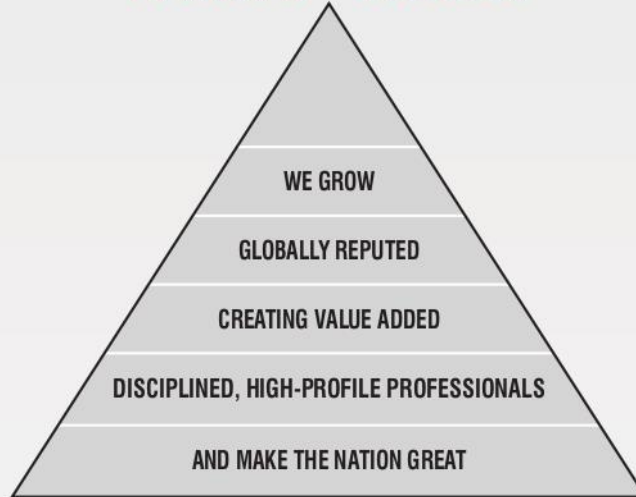 WE GROW
GLOBALLY REPUTED
CREATING VALUE ADDED
DISCIPLINED, HIGH-PROFILE PROFESSIONALS
AND MAKE THE NATION GREAT